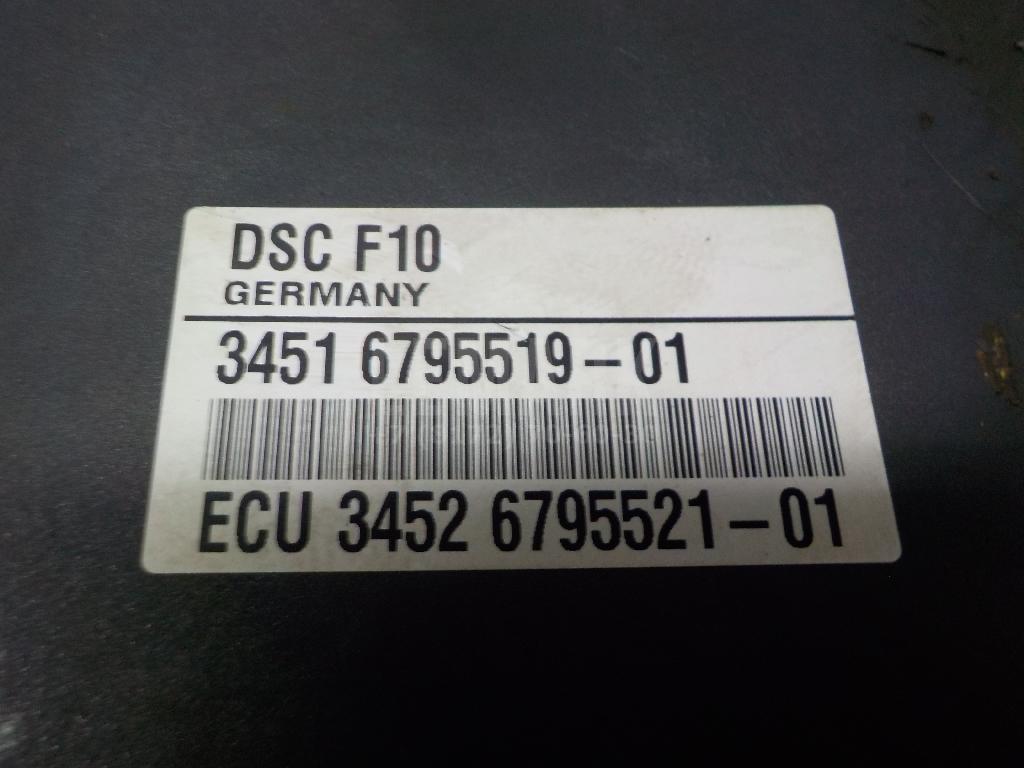 DSC F10
GERMANY
3451 6795519-01
ECU 3452 6795521-01